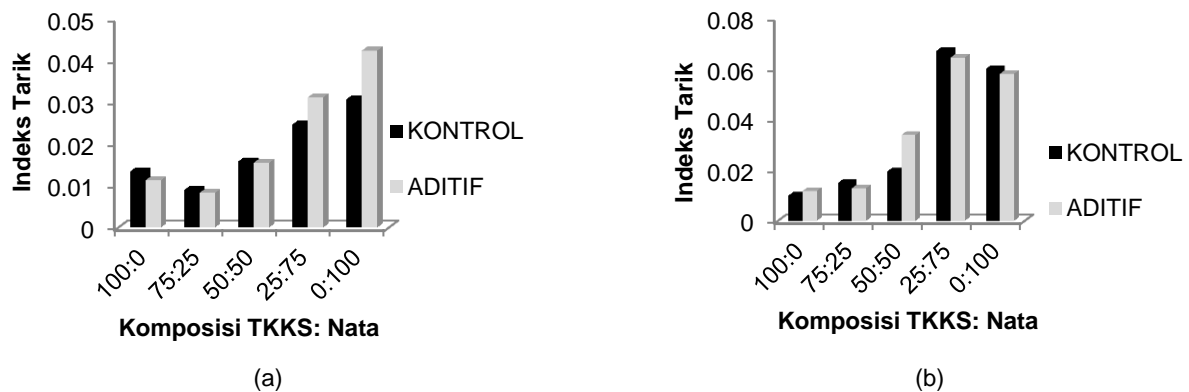 0.05
0.04
0.03
0.02
0.01
0
Indeks Tarik
100:0
75:25
50:50
25:75
0:100
Komposisi TKKS: Nata
KONTROL
ADITIF
(a)
0.08
0.06
0.04
0.02
0
Indeks Tarik
100:0
75:25
50:50
25:75
0:100
Komposisi TKKS: Nata
KONTROL
ADITIF
(b)